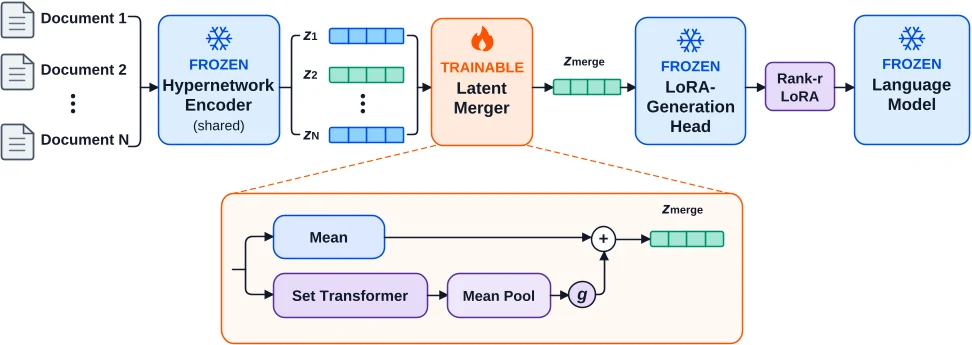 Document 1
Document 2
Document N
FROZEN
Hypernetwork
Encoder
(shared)
z1
z2
zN
TRAINABLE
Latent
Merger
zmerge
FROZEN
LoRA-
Generation
Head
Rank-r
LoRA
FROZEN
Language
Model
Mean
Set Transformer
Mean Pool
g
+
zmerge